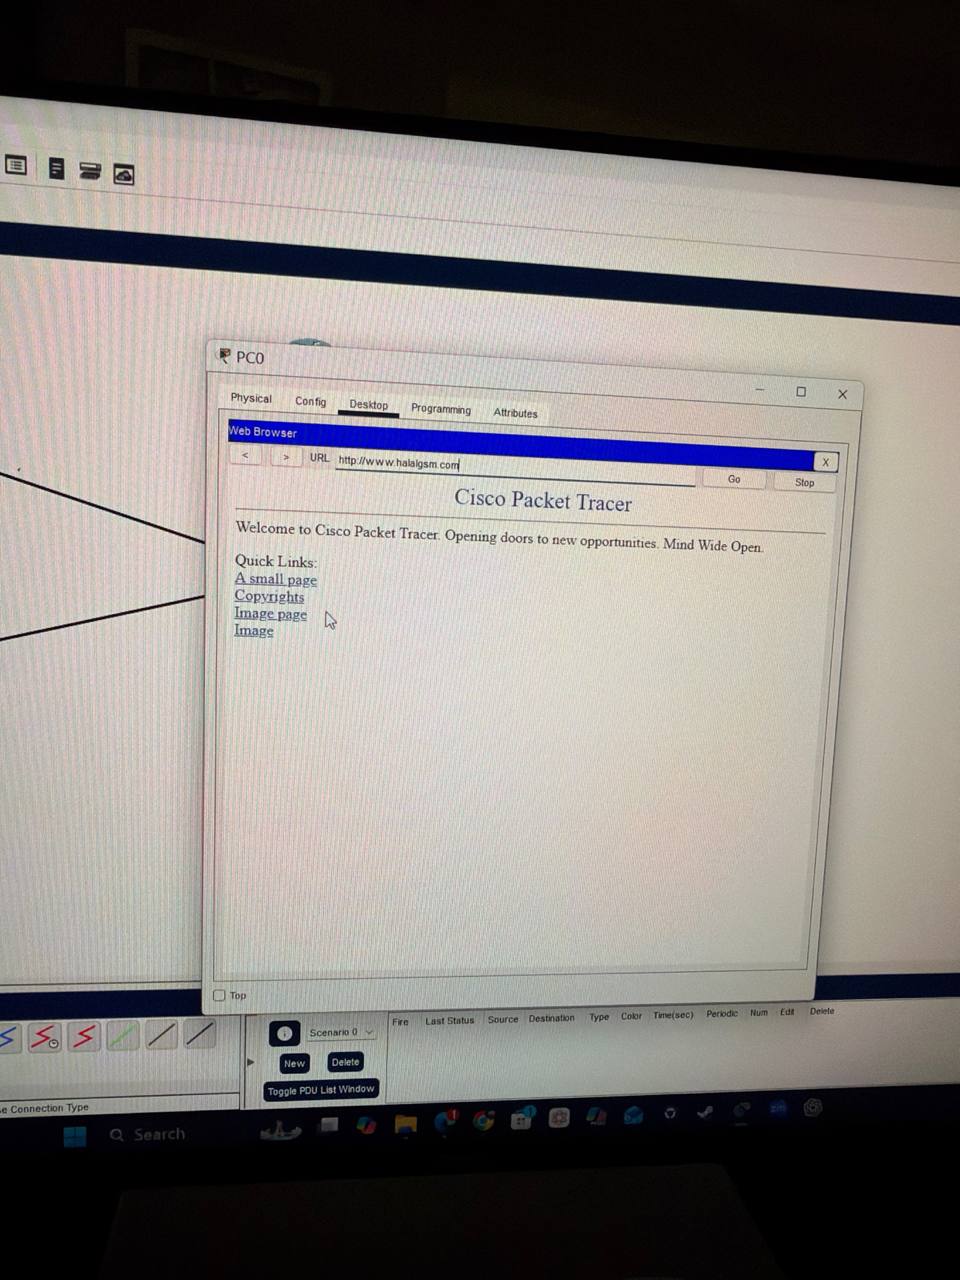 PC0
Physical Config Desktop Programming Attributes
Web Browser
X
< > URL http://www.halalgsm.com Go Stop
Cisco Packet Tracer
Welcome to Cisco Packet Tracer. Opening doors to new opportunities. Mind Wide Open.
Quick Links:
A small page
Copyrights
Image page
Image
Top
Scenario 0
Fire Last Status Source Destination Type Color Time(sec) Periodic Num Edit Delete
New Delete
Toggle PDU List Window
e Connection Type
Search